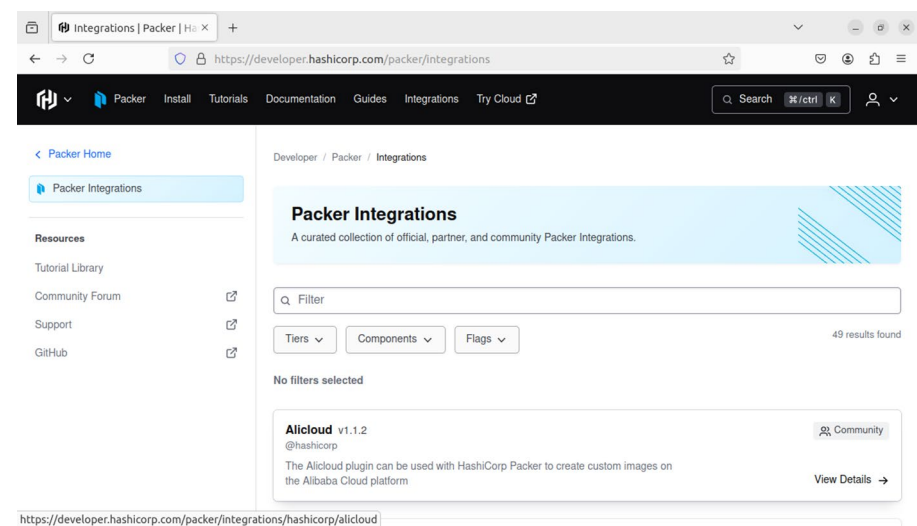 Integrations | Packer | Ha
https://developer.hashicorp.com/packer/integrations
Packer Install Tutorials Documentation Guides Integrations Try Cloud Search ⌘/ctrl K
Packer Home
Packer Integrations
Resources
Tutorial Library
Community Forum
Support
GitHub
Developer / Packer / Integrations
Packer Integrations
A curated collection of official, partner, and community Packer Integrations.
Filter
Tiers Components Flags
49 results found
No filters selected
Alicloud v1.1.2
Community
@hashicorp
The Alicloud plugin can be used with HashiCorp Packer to create custom images on
the Alibaba Cloud platform
View Details →
https://developer.hashicorp.com/packer/integrations/hashicorp/alicloud